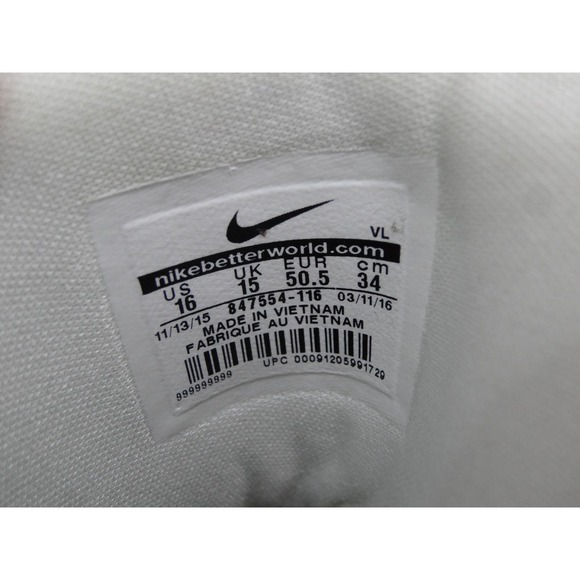 VL
nikebetterworld.com
US UK EUR cm
16 15 50.5 34
11/13/15 847554-116 03/11/16
MADE IN VIETNAM
FABRIQUE AU VIETNAM
999999999 UPC 00091205991729